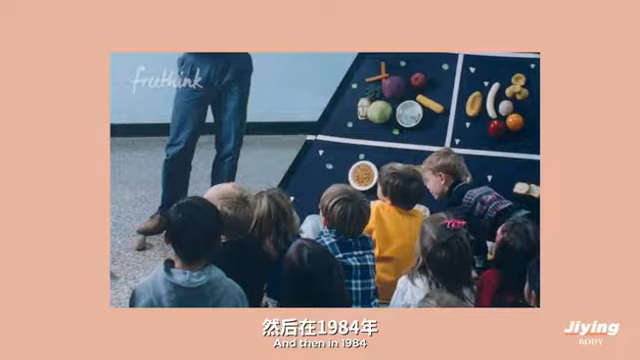 freethink
然后在1984年
And then in 1984
Jiying
BODY